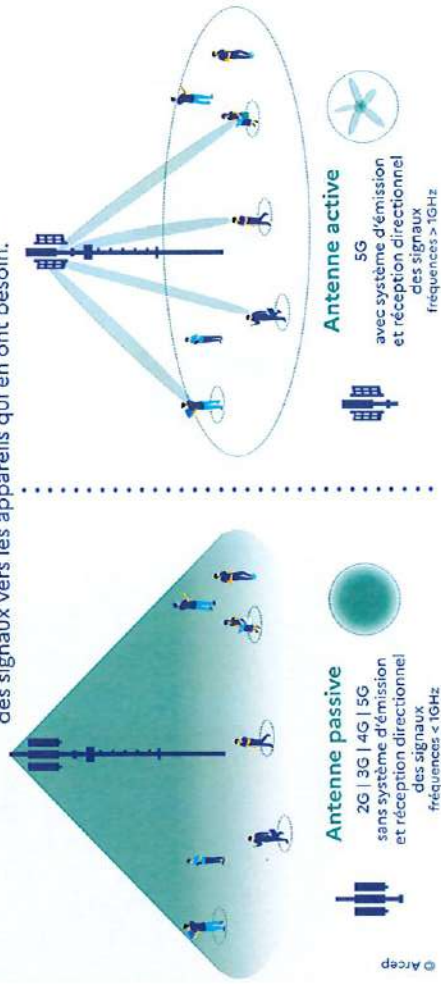 des signaux vers les appareils qui en ont besoin.
Antenne passive
2G | 3G | 4G | 5G
sans système d'émission
et réception directionnel
des signaux
fréquences < 1GHz
Antenne active
5G
avec système d'émission
et réception directionnel
des signaux
fréquences > 1GHz
© Arcep